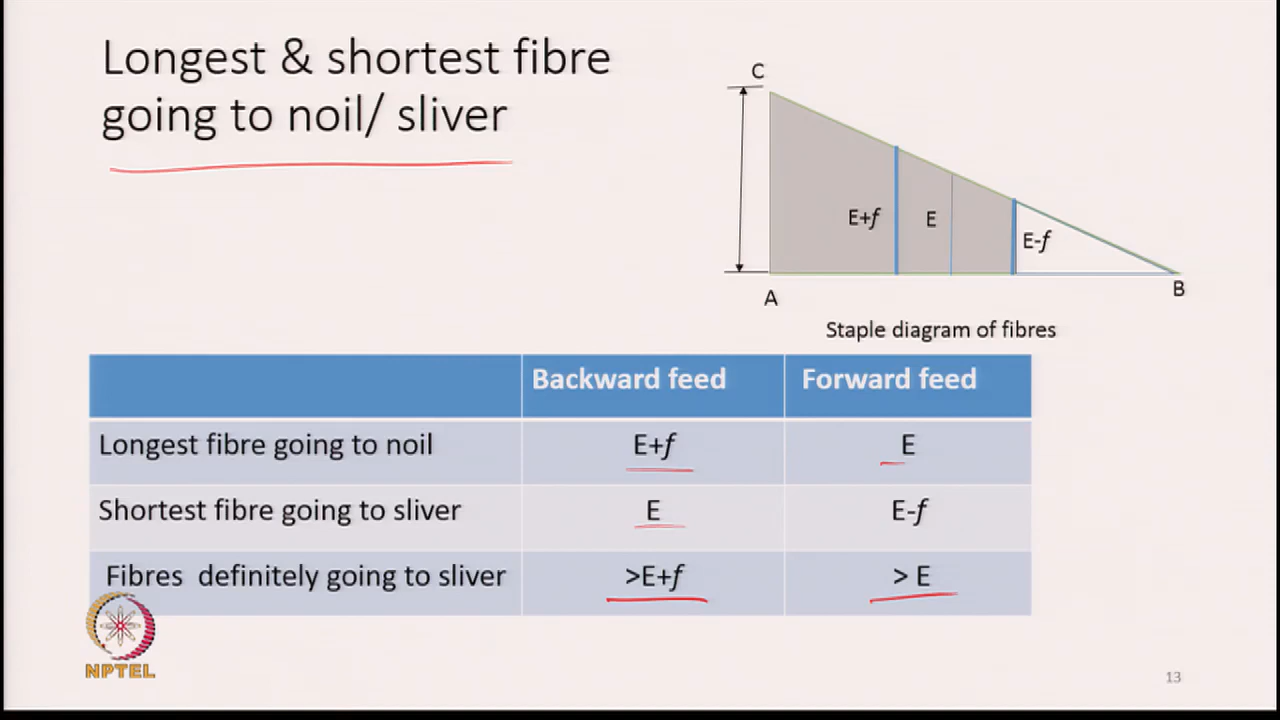 Longest & shortest fibre
going to noil/ sliver
C
E+f
E
E-f
A
B
Staple diagram of fibres
Backward feed Forward feed
Longest fibre going to noil E+f E
Shortest fibre going to sliver E E-f
Fibres definitely going to sliver >E+f > E
NPTEL
13